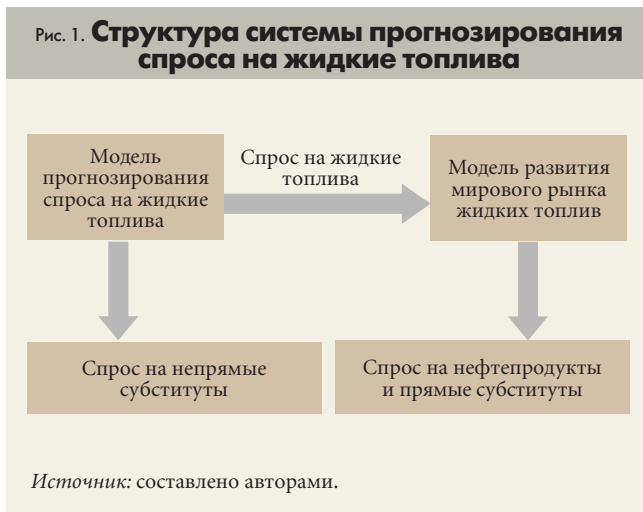 Рис. 1. Структура системы прогнозирования
спроса на жидкие топлива
Модель
прогнозирования
спроса на жидкие
топлива
Спрос на жидкие
топлива
Модель развития
мирового рынка
жидких топлив
Спрос на непрямые
субституты
Спрос на нефтепродукты
и прямые субституты
Источник: составлено авторами.